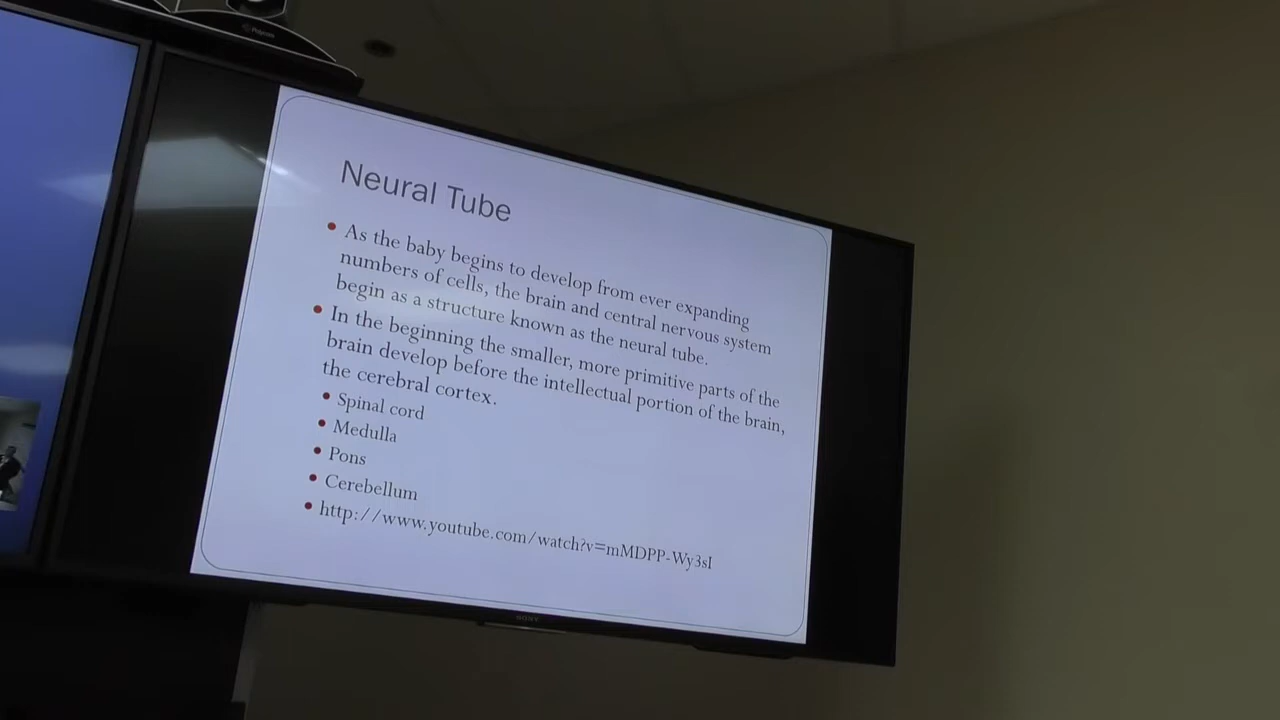 Polycom
Neural Tube
• As the baby begins to develop from ever expanding
numbers of cells, the brain and central nervous system
begin as a structure known as the neural tube.
• In the beginning the smaller, more primitive parts of the
brain develop before the intellectual portion of the brain,
the cerebral cortex.
• Spinal cord
• Medulla
• Pons
• Cerebellum
• http://www.youtube.com/watch?v=mMDPP-Wy3sI
SONY